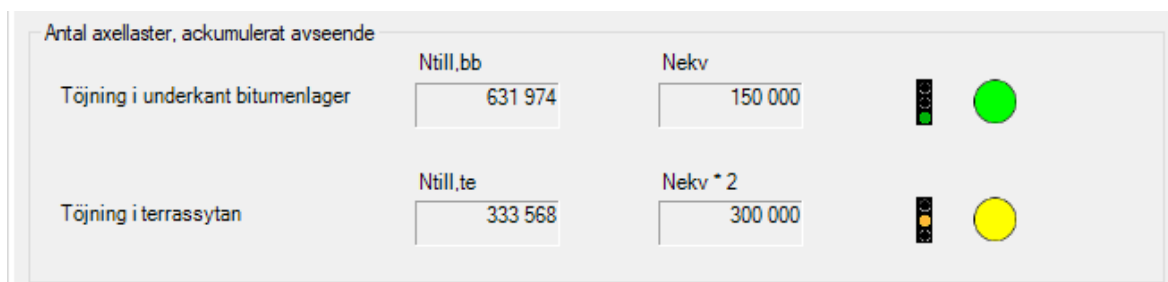 Antal axellaster, ackumulerat avseende
Ntill,bb Nekv
Töjning i underkant bitumenlager 631 974 150 000
Ntill,te Nekv * 2
Töjning i terrassytan 333 568 300 000